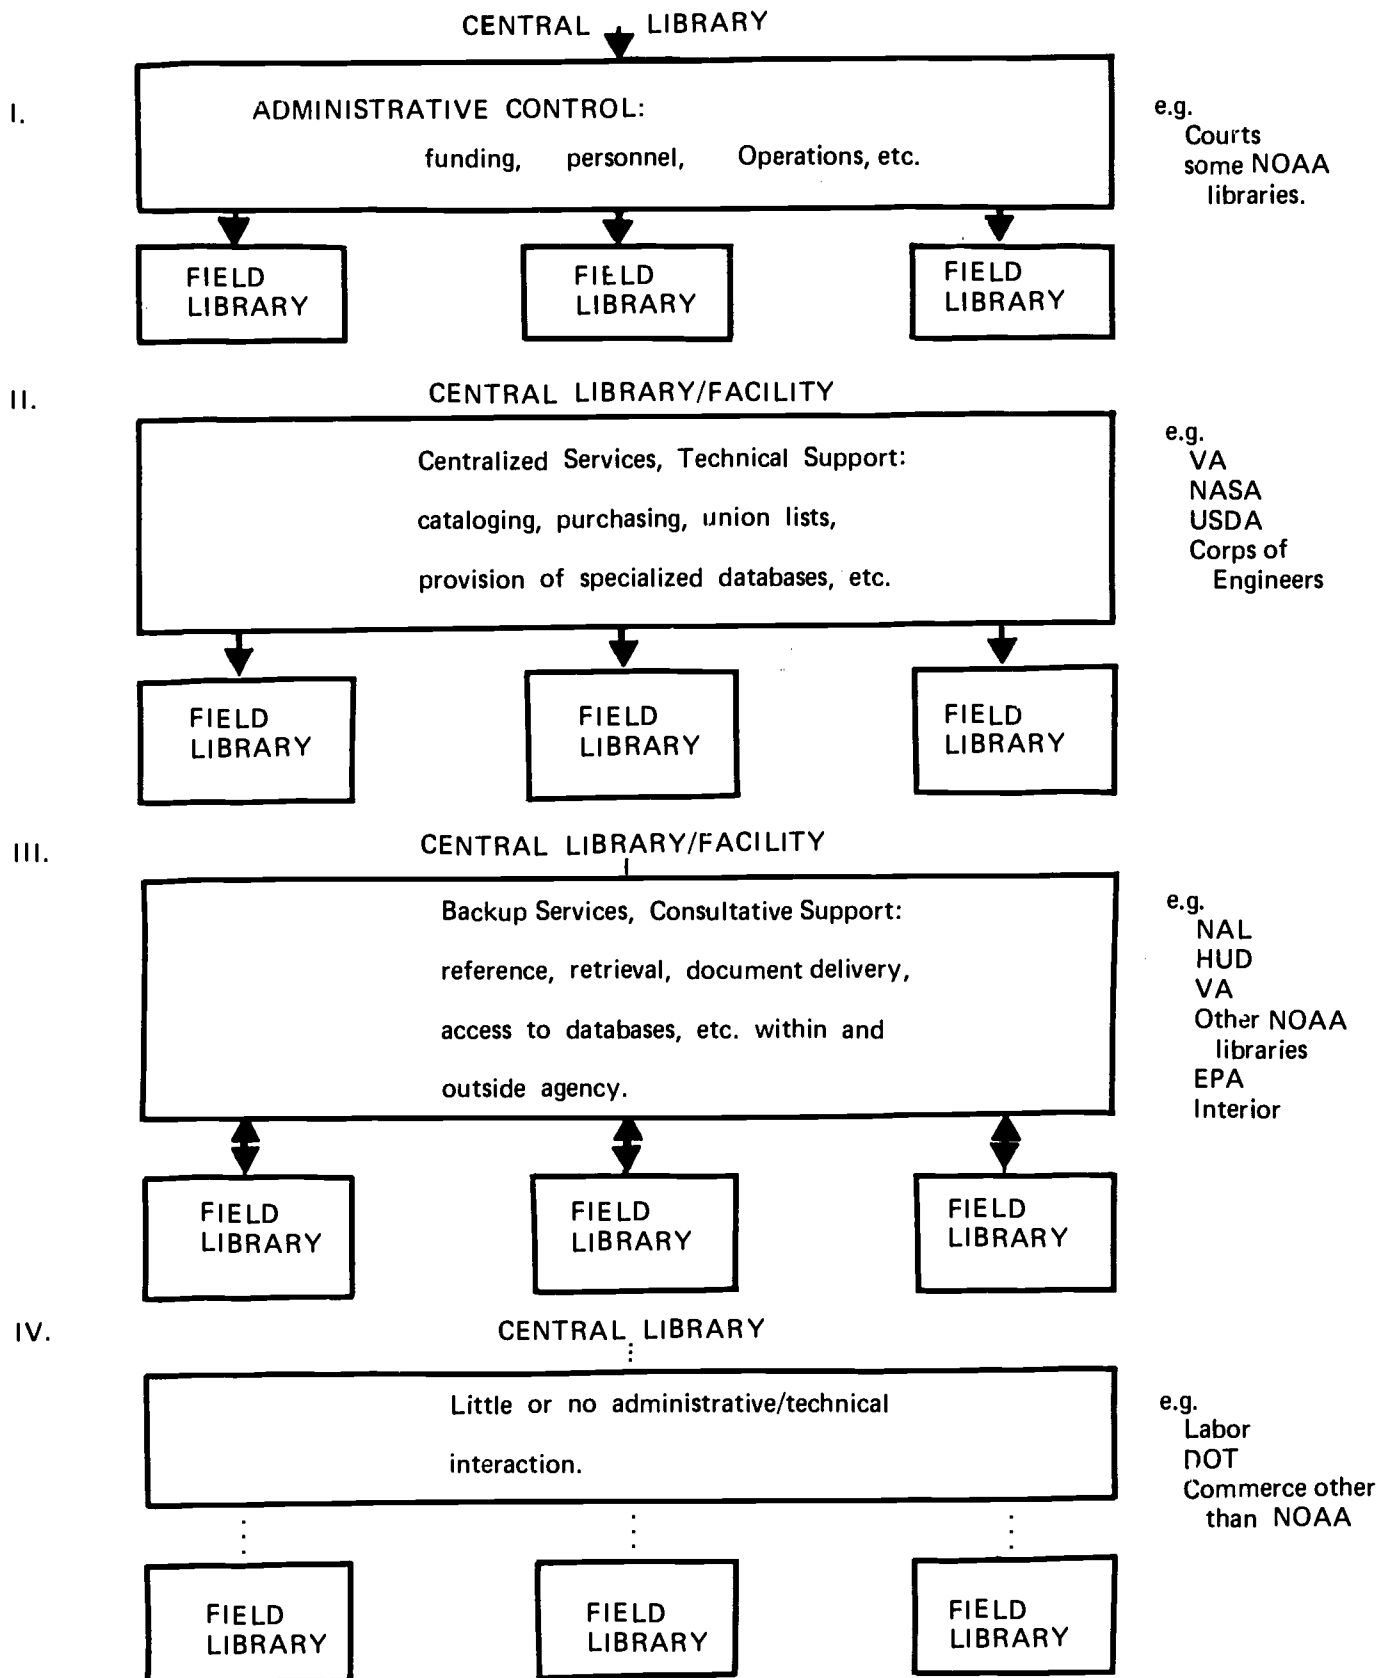 CENTRAL LIBRARY
I.
ADMINISTRATIVE CONTROL:
funding, personnel, Operations, etc.
e.g.
Courts
some NOAA
libraries.
FIELD
LIBRARY
FIELD
LIBRARY
FIELD
LIBRARY
II.
CENTRAL LIBRARY/FACILITY
Centralized Services, Technical Support:
cataloging, purchasing, union lists,
provision of specialized databases, etc.
e.g.
VA
NASA
USDA
Corps of
Engineers
FIELD
LIBRARY
FIELD
LIBRARY
FIELD
LIBRARY
III.
CENTRAL LIBRARY/FACILITY
Backup Services, Consultative Support:
reference, retrieval, document delivery,
access to databases, etc. within and
outside agency.
e.g.
NAL
HUD
VA
Other NOAA
libraries
EPA
Interior
FIELD
LIBRARY
FIELD
LIBRARY
FIELD
LIBRARY
IV.
CENTRAL LIBRARY
Little or no administrative/technical
interaction.
e.g.
Labor
DOT
Commerce other
than NOAA
FIELD
LIBRARY
FIELD
LIBRARY
FIELD
LIBRARY